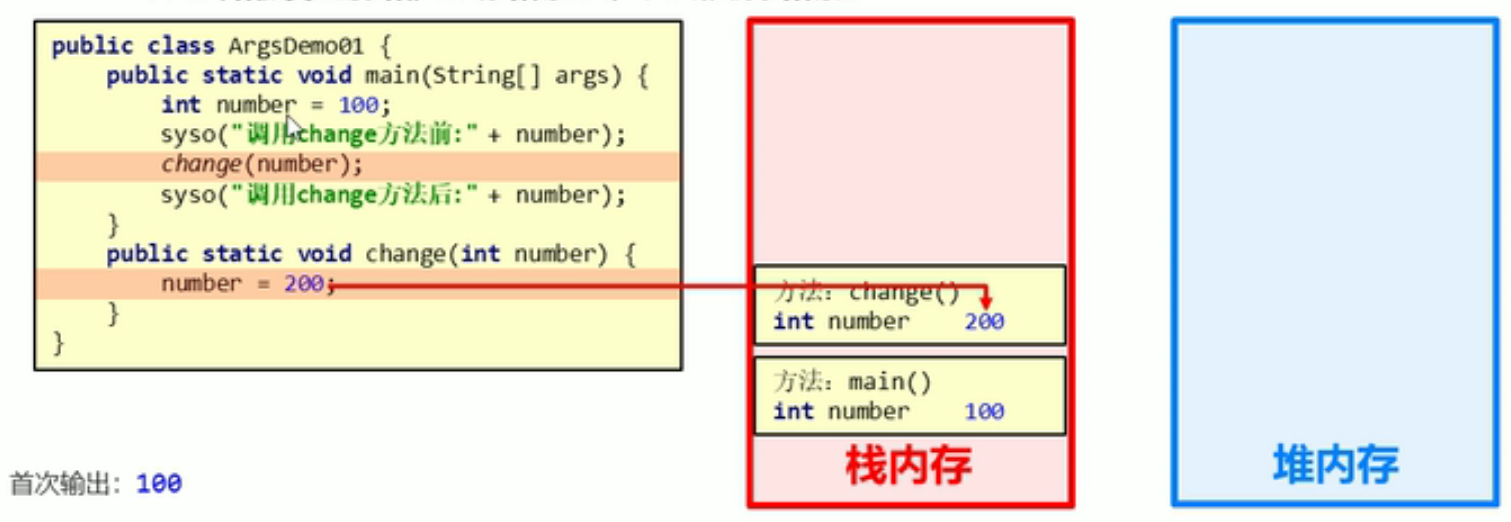 public class ArgsDemo01 {
public static void main(String[] args) {
int number = 100;
syso("调用change方法前:" + number);
change(number);
syso("调用change方法后:" + number);
}
public static void change(int number) {
number = 200;
}
}
首次输出：100
方法：change()
int number 200
方法：main()
int number 100
栈内存
堆内存